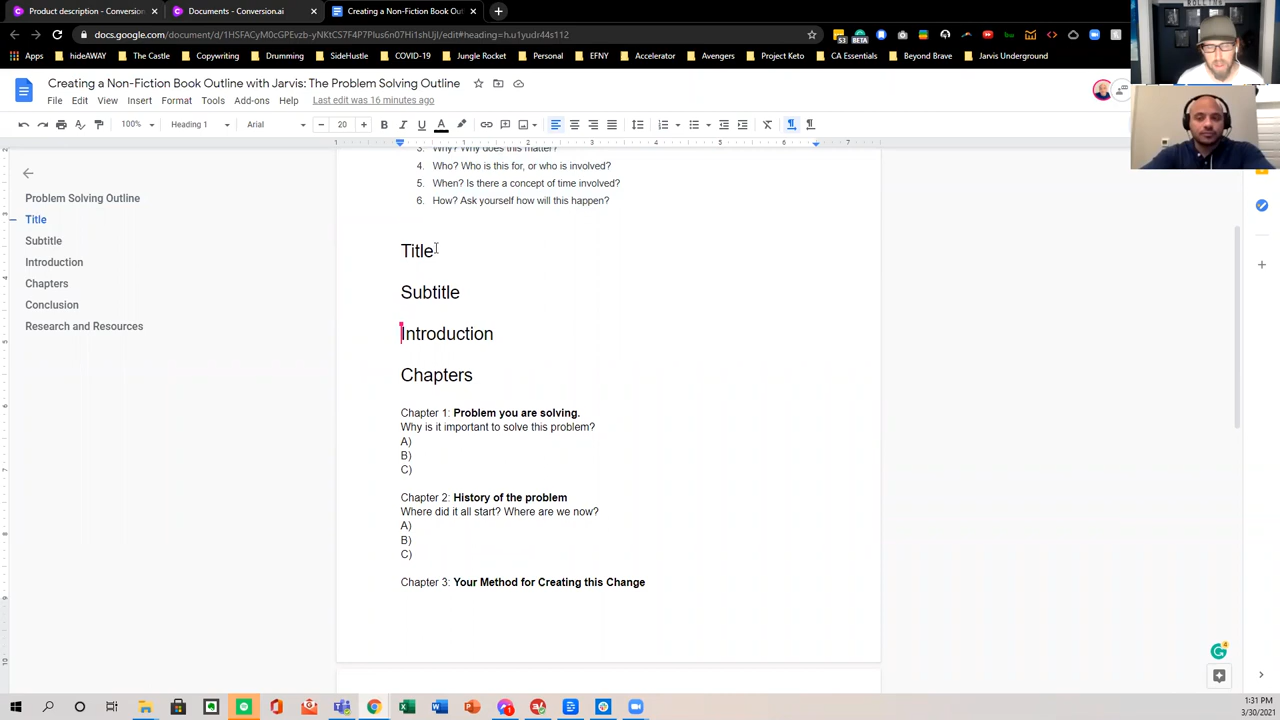 Product description - Conversion
Documents - Conversion.ai
Creating a Non-Fiction Book Out
docs.google.com/document/d/1HSFACyM0cGPEvzb-yNKtCS7F4P7Plus6n07Hi1shUjI/edit#heading=h.u1yudr44s112
Apps
hideAWAY
The Castle
Copywriting
Drumming
SideHustle
COVID-19
Jungle Rocket
Personal
EFNY
Accelerator
Avengers
Project Keto
CA Essentials
Beyond Brave
Jarvis Underground
Creating a Non-Fiction Book Outline with Jarvis: The Problem Solving Outline
File Edit View Insert Format Tools Add-ons Help Last edit was 16 minutes ago
100% Heading 1 Arial 20
Problem Solving Outline
Title
Subtitle
Introduction
Chapters
Conclusion
Research and Resources
3. Why? Why does this matter?
4. Who? Who is this for, or who is involved?
5. When? Is there a concept of time involved?
6. How? Ask yourself how will this happen?
Title
Subtitle
Introduction
Chapters
Chapter 1: Problem you are solving.
Why is it important to solve this problem?
A)
B)
C)
Chapter 2: History of the problem
Where did it all start? Where are we now?
A)
B)
C)
Chapter 3: Your Method for Creating this Change
1:31 PM
3/30/2021